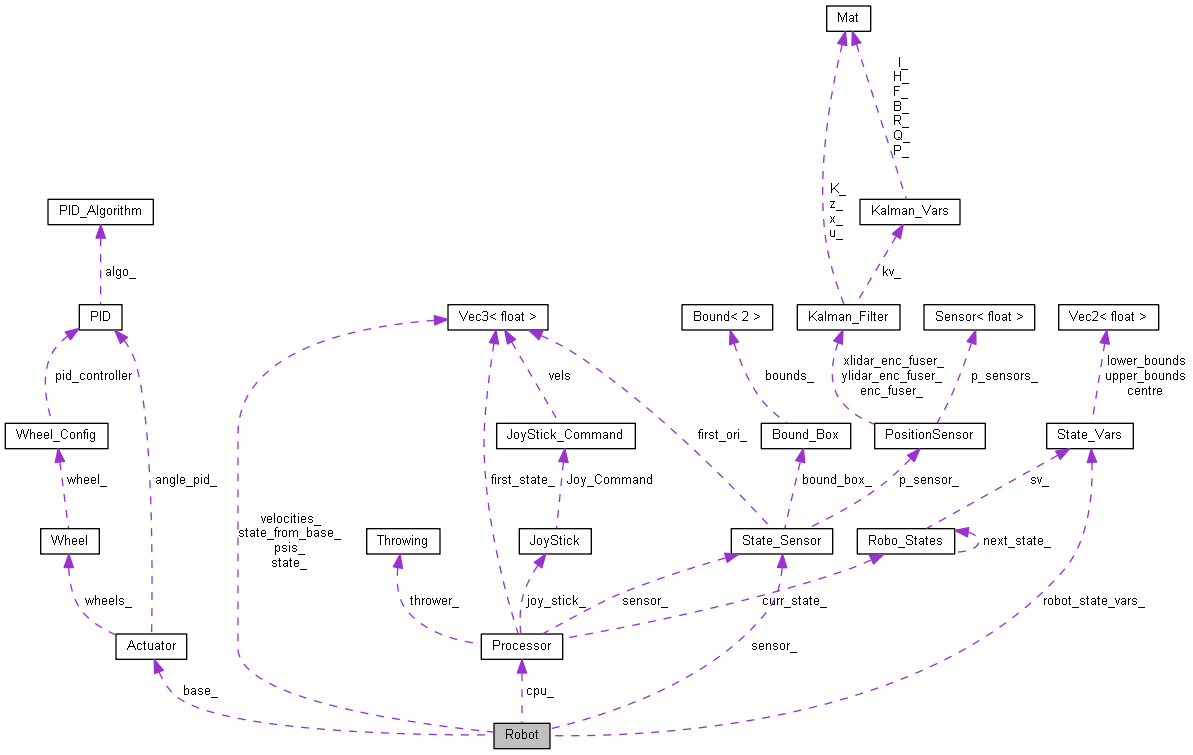 Mat
I_
H_
F_
B_
R_
Q_
P_
K_
z_
x_
u_
PID_Algorithm
Kalman_Vars
algo_
kv_
PID
Vec3< float >
Bound< 2 >
Kalman_Filter
Sensor< float >
Vec2< float >
pid_controller
vels
bounds_
xlidar_enc_fuser_
ylidar_enc_fuser_
enc_fuser_
p_sensors_
lower_bounds
upper_bounds
centre
Wheel_Config
JoyStick_Command
first_ori_
Bound_Box
PositionSensor
State_Vars
wheel_
angle_pid_
first_state_
Joy_Command
bound_box_
p_sensor_
sv_
velocities_
state_from_base_
psis_
state_
Wheel
Throwing
JoyStick
State_Sensor
Robo_States
next_state_
wheels_
thrower_
joy_stick_
sensor_
curr_state_
robot_state_vars_
Actuator
Processor
sensor_
base_
cpu_
Robot